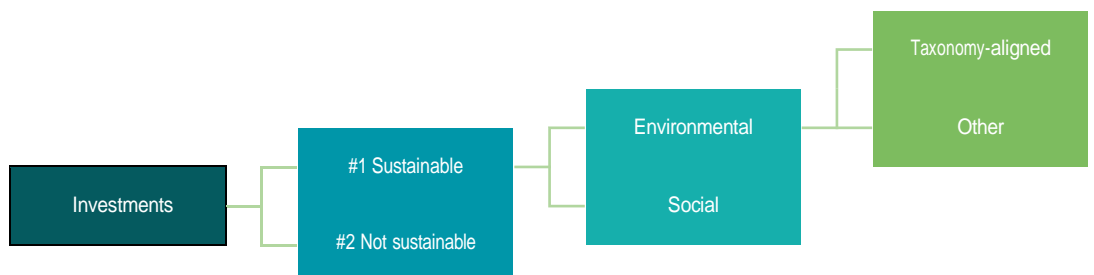 Investments
#1 Sustainable
#2 Not sustainable
Environmental
Social
Taxonomy-aligned
Other